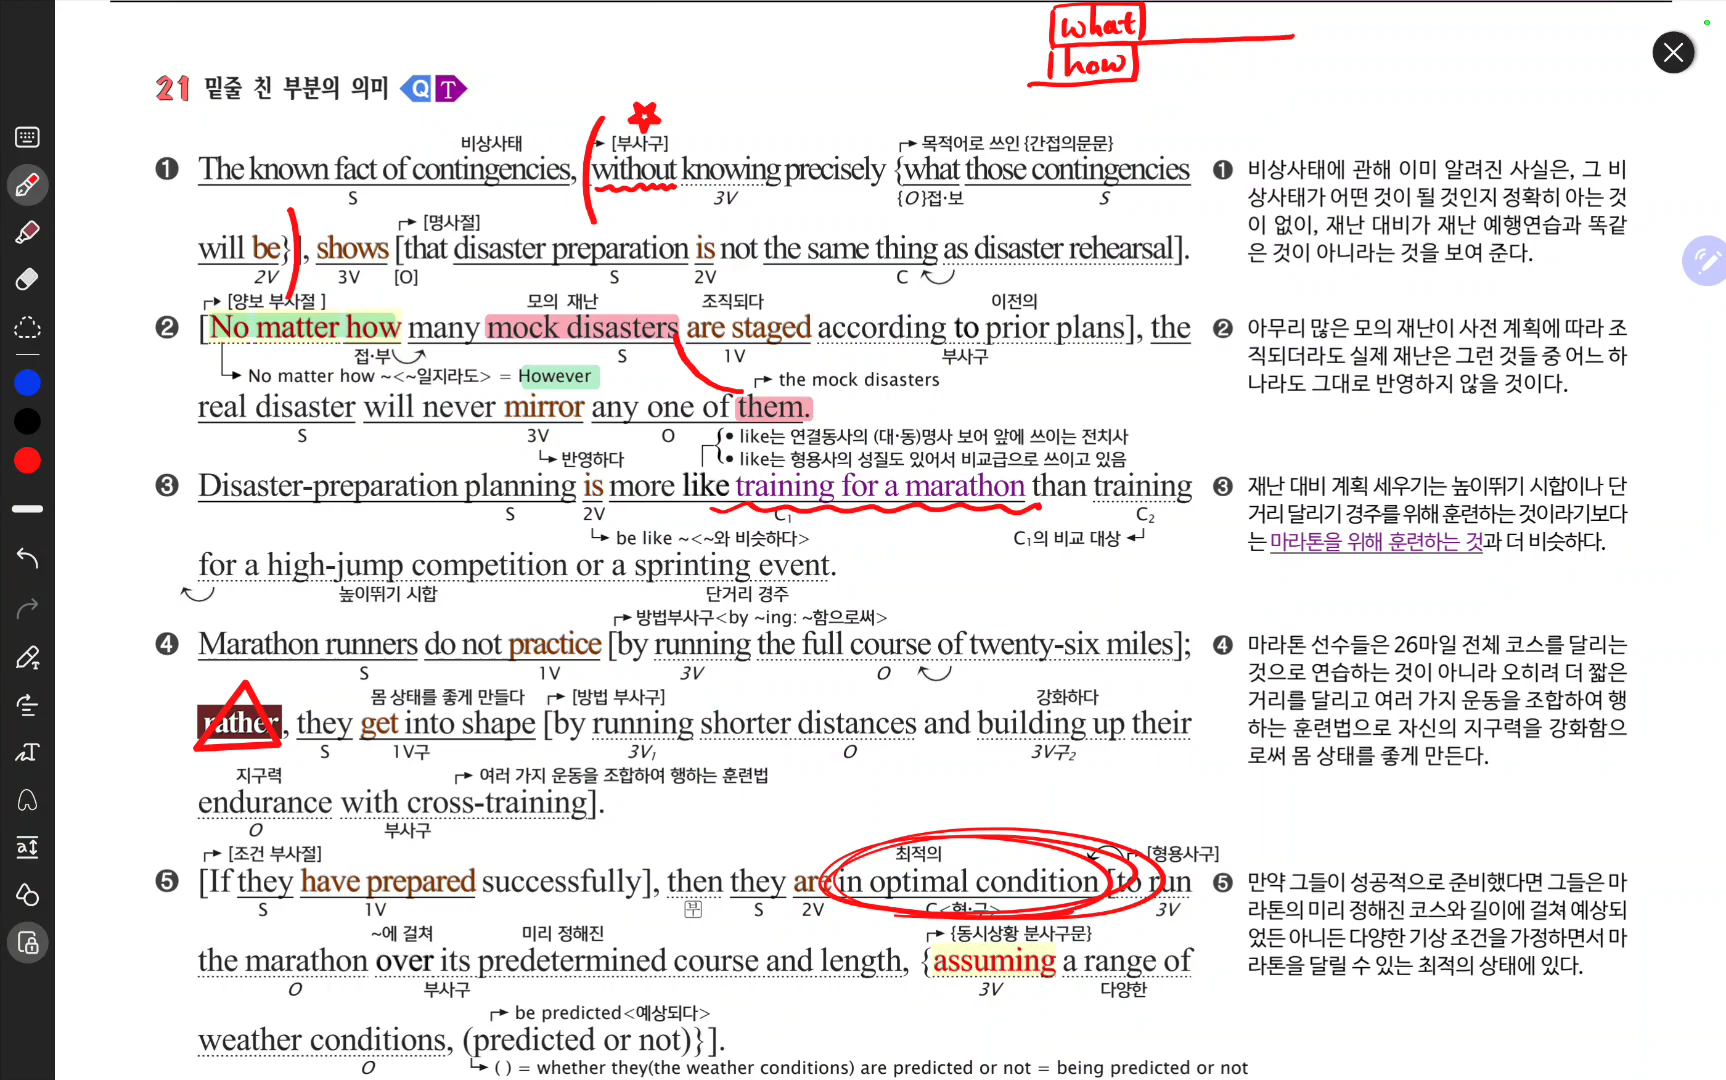 what
how
21 밑줄 친 부분의 의미 Q T
비상사태 [부사구] 목적어로 쓰인 {간접의문문}
❶ The known fact of contingencies, without knowing precisely {what those contingencies
S 3V {O}접·보 S
[명사절]
will be}], shows [that disaster preparation is not the same thing as disaster rehearsal].
2V 3V [O] S 2V C
❶ 비상사태에 관해 이미 알려진 사실은, 그 비
상사태가 어떤 것이 될 것인지 정확히 아는 것
이 없이, 재난 대비가 재난 예행연습과 똑같
은 것이 아니라는 것을 보여 준다.
[양보 부사절 ] 모의 재난 조직되다 이전의
❷ [No matter how many mock disasters are staged according to prior plans], the
접·부 S 1V 부사구
No matter how ~<~일지라도> = However the mock disasters
real disaster will never mirror any one of them.
S 3V O
반영하다
❷ 아무리 많은 모의 재난이 사전 계획에 따라 조
직되더라도 실제 재난은 그런 것들 중 어느 하
나라도 그대로 반영하지 않을 것이다.
• like는 연결동사의 (대·동)명사 보어 앞에 쓰이는 전치사
• like는 형용사의 성질도 있어서 비교급으로 쓰이고 있음
❸ Disaster-preparation planning is more like training for a marathon than training
S 2V C₁ C₂
be like ~<~와 비슷하다> C₁의 비교 대상
for a high-jump competition or a sprinting event.
높이뛰기 시합 단거리 경주
❸ 재난 대비 계획 세우기는 높이뛰기 시합이나 단
거리 달리기 경주를 위해 훈련하는 것이라기보다
는 마라톤을 위해 훈련하는 것과 더 비슷하다.
방법부사구<by ~ing: ~함으로써>
❹ Marathon runners do not practice [by running the full course of twenty-six miles];
S 1V 3V O
몸 상태를 좋게 만들다 [방법 부사구] 강화하다
rather, they get into shape [by running shorter distances and building up their
S 1V구 3V₁ O 3V구₂
지구력 여러 가지 운동을 조합하여 행하는 훈련법
endurance with cross-training].
O 부사구
❹ 마라톤 선수들은 26마일 전체 코스를 달리는
것으로 연습하는 것이 아니라 오히려 더 짧은
거리를 달리고 여러 가지 운동을 조합하여 행
하는 훈련법으로 자신의 지구력을 강화함으
로써 몸 상태를 좋게 만든다.
[조건 부사절] 최적의 [형용사구]
❺ [If they have prepared successfully], then they are in optimal condition [to run
S 1V 부 S 2V C<형·구> 3V
~에 걸쳐 미리 정해진 {동시상황 분사구문}
the marathon over its predetermined course and length, {assuming a range of
O 부사구 3V 다양한
be predicted<예상되다>
weather conditions, (predicted or not)}].
O ( ) = whether they(the weather conditions) are predicted or not = being predicted or not
❺ 만약 그들이 성공적으로 준비했다면 그들은 마
라톤의 미리 정해진 코스와 길이에 걸쳐 예상되
었든 아니든 다양한 기상 조건을 가정하면서 마
라톤을 달릴 수 있는 최적의 상태에 있다.